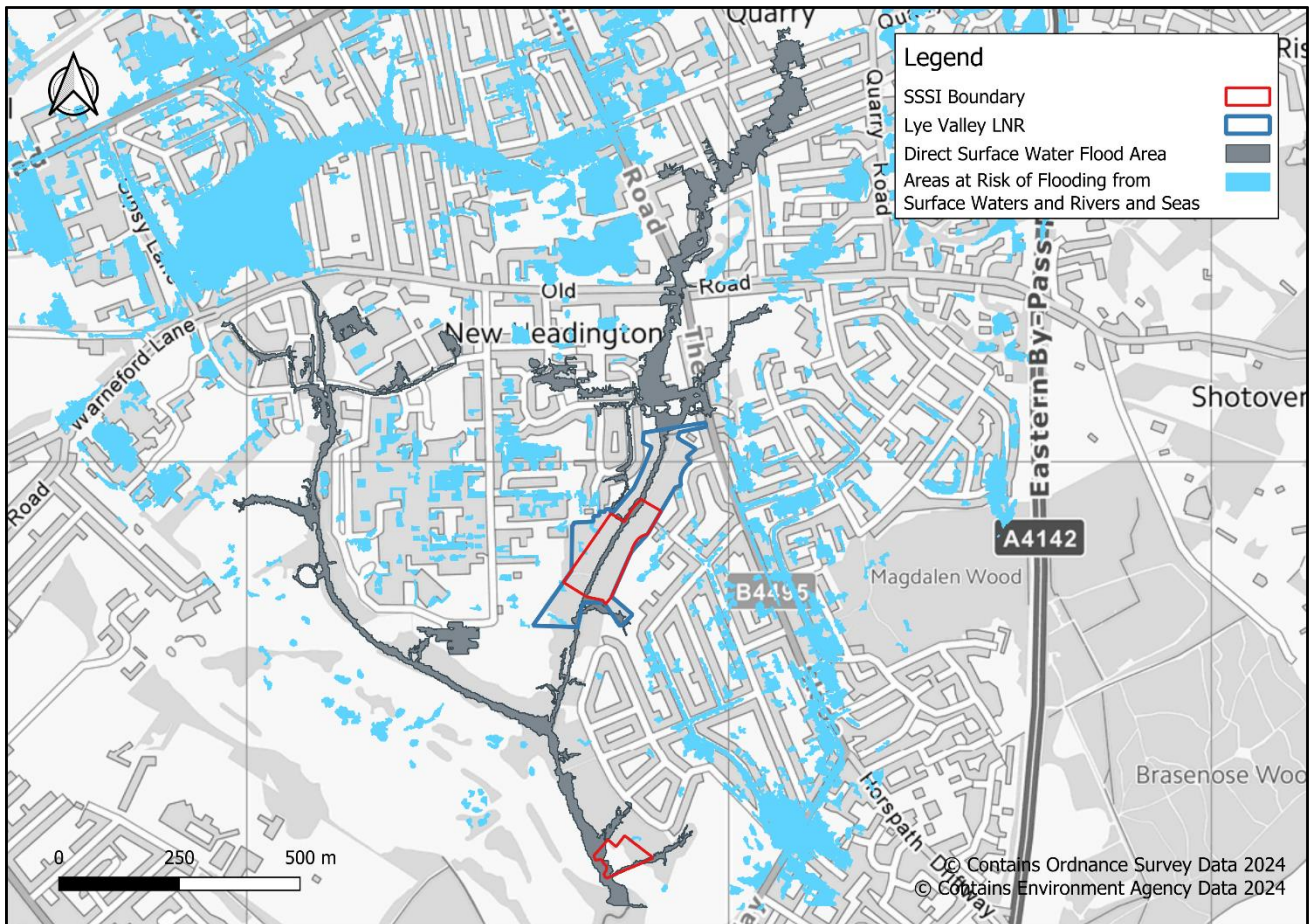 Quarry
Qua
Ris
Legend
SSSI Boundary
Lye Valley LNR
Direct Surface Water Flood Area
Areas at Risk of Flooding from
Surface Waters and Rivers and Seas
Quarry Road
Road
Old
Road
New Headington
The
Warneford Lane
Road
Eastern By-Pass
Shotover
A4142
Magdalen Wood
B4495
Brasenose Woo
Horspath Driftway
0 250 500 m
© Contains Ordnance Survey Data 2024
© Contains Environment Agency Data 2024